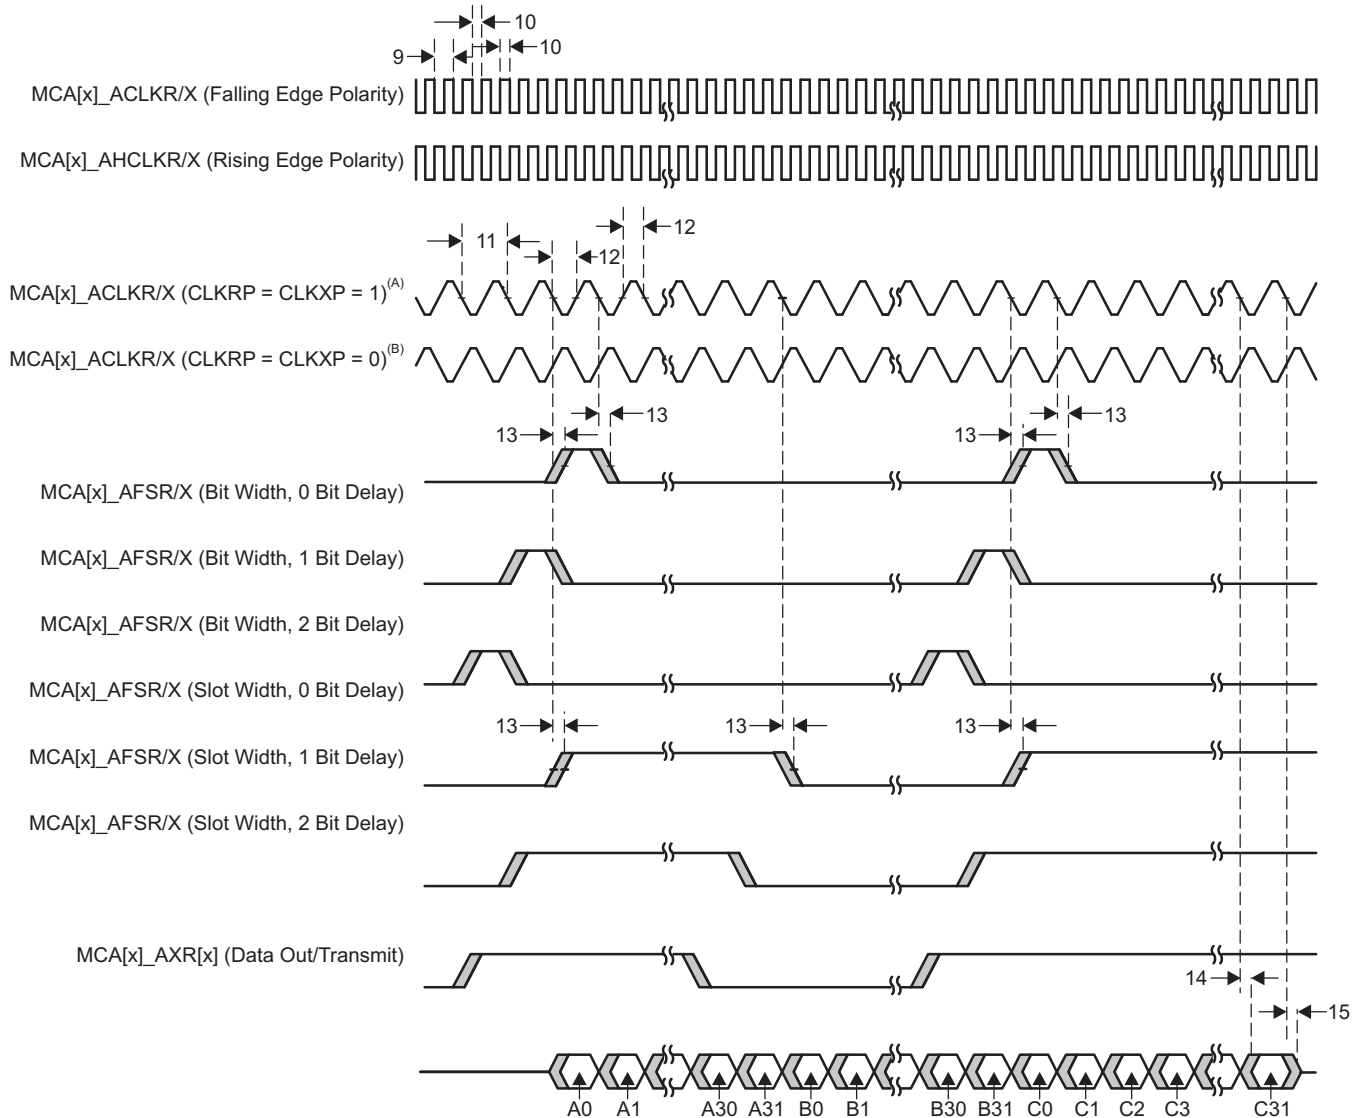 10
9
10
MCA[x]_ACLKR/X (Falling Edge Polarity)
MCA[x]_AHCLKR/X (Rising Edge Polarity)
12
11
12
MCA[x]_ACLKR/X (CLKRP = CLKXP = 1)(A)
MCA[x]_ACLKR/X (CLKRP = CLKXP = 0)(B)
13
13
13
13
MCA[x]_AFSR/X (Bit Width, 0 Bit Delay)
MCA[x]_AFSR/X (Bit Width, 1 Bit Delay)
MCA[x]_AFSR/X (Bit Width, 2 Bit Delay)
MCA[x]_AFSR/X (Slot Width, 0 Bit Delay)
13
13
13
MCA[x]_AFSR/X (Slot Width, 1 Bit Delay)
MCA[x]_AFSR/X (Slot Width, 2 Bit Delay)
MCA[x]_AXR[x] (Data Out/Transmit)
14
15
A0 A1 A30 A31 B0 B1 B30 B31 C0 C1 C2 C3 C31